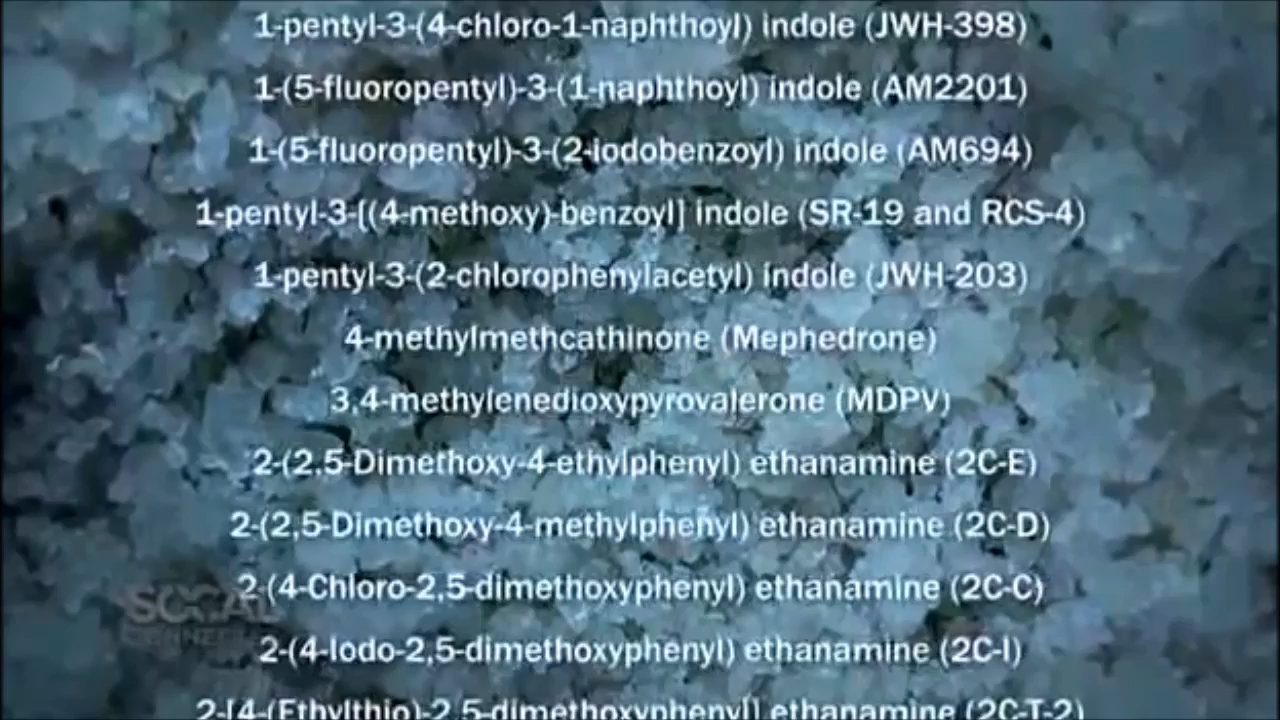 1-pentyl-3-(4-chloro-1-naphthoyl) indole (JWH-398)
1-(5-fluoropentyl)-3-(1-naphthoyl) indole (AM2201)
1-(5-fluoropentyl)-3-(2-iodobenzoyl) indole (AM694)
1-pentyl-3-[(4-methoxy)-benzoyl] indole (SR-19 and RCS-4)
1-pentyl-3-(2-chlorophenylacetyl) indole (JWH-203)
4-methylmethcathinone (Mephedrone)
3,4-methylenedioxypyrovalerone (MDPV)
2-(2,5-Dimethoxy-4-ethylphenyl) ethanamine (2C-E)
2-(2,5-Dimethoxy-4-methylphenyl) ethanamine (2C-D)
2-(4-Chloro-2,5-dimethoxyphenyl) ethanamine (2C-C)
SOCAL
CONNECTED
2-(4-Iodo-2,5-dimethoxyphenyl) ethanamine (2C-I)
2-[4-(Ethylthio)-2,5-dimethoxyphenyl] ethanamine (2C-T-2)